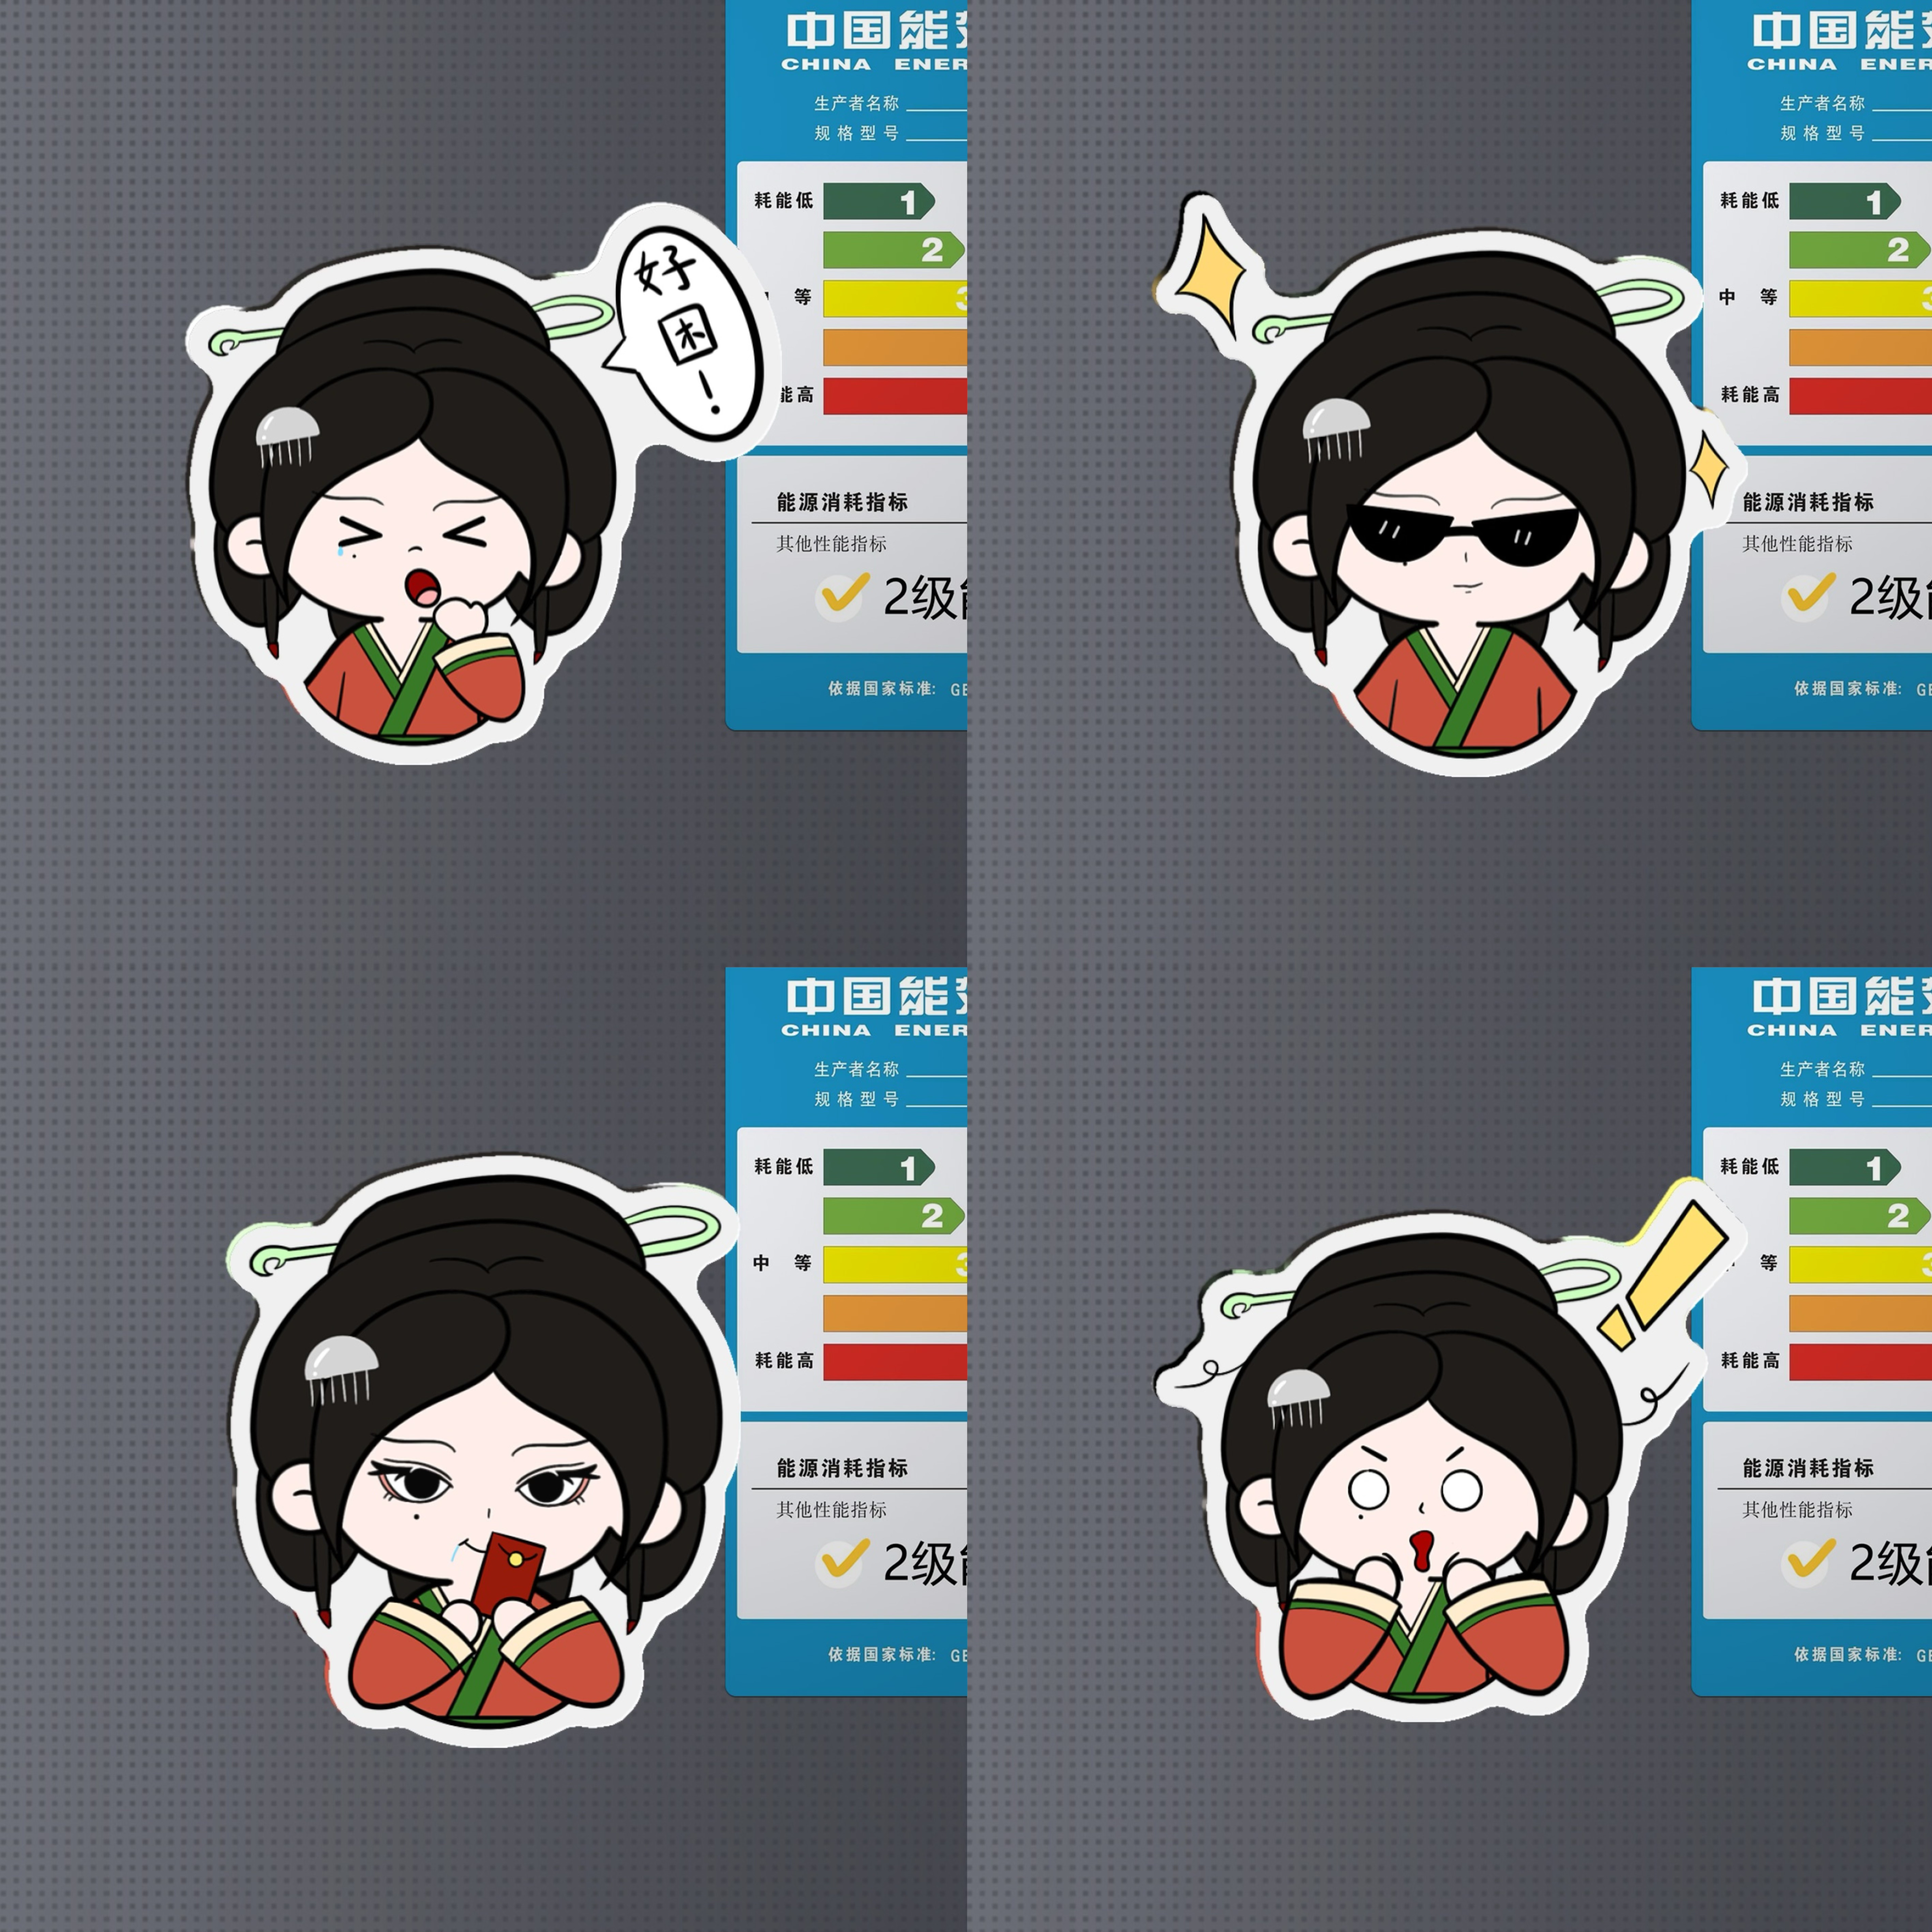 中国能
CHINA ENER
生产者名称
规格型号
耗能低 1
2
等 3
能高
好困!
能源消耗指标
其他性能指标
2级能
依据国家标准:
中国能
CHINA ENER
生产者名称
规格型号
耗能低 1
2
中等 3
耗能高
能源消耗指标
其他性能指标
2级能
依据国家标准:
中国能
CHINA ENER
生产者名称
规格型号
耗能低 1
2
中等 3
耗能高
能源消耗指标
其他性能指标
2级能
依据国家标准:
中国能
CHINA ENER
生产者名称
规格型号
耗能低 1
2
等 3
耗能高
能源消耗指标
其他性能指标
2级能
依据国家标准: